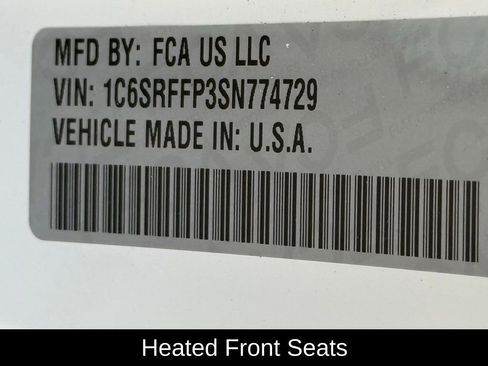 MFD BY: FCA US LLC
VIN: 1C6SRFFP3SN774729
VEHICLE MADE IN: U.S.A.
Heated Front Seats